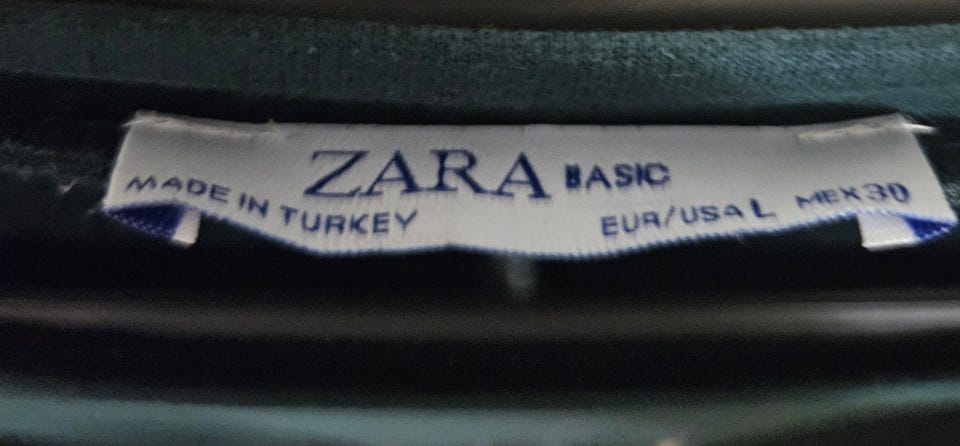 ZARA BASIC
MADE IN TURKEY EUR/USA L MEX 30